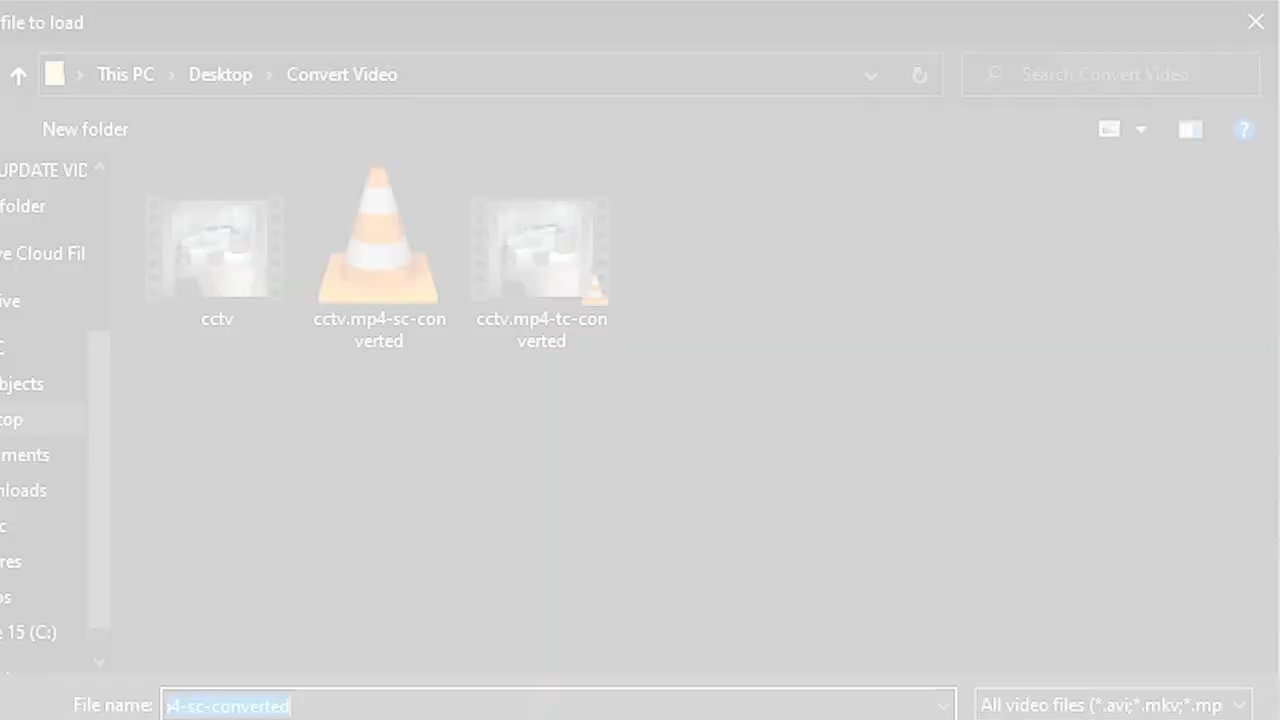 file to load
This PC > Desktop > Convert Video
Search Convert Video
New folder
UPDATE VIC
folder
ve Cloud Fil
ive
C
bjects
top
ments
nloads
c
res
os
e 15 (C:)
cctv
cctv.mp4-sc-con
verted
cctv.mp4-tc-con
verted
File name:
4-sc-converted
All video files (*.avi;*.mkv;*.mp